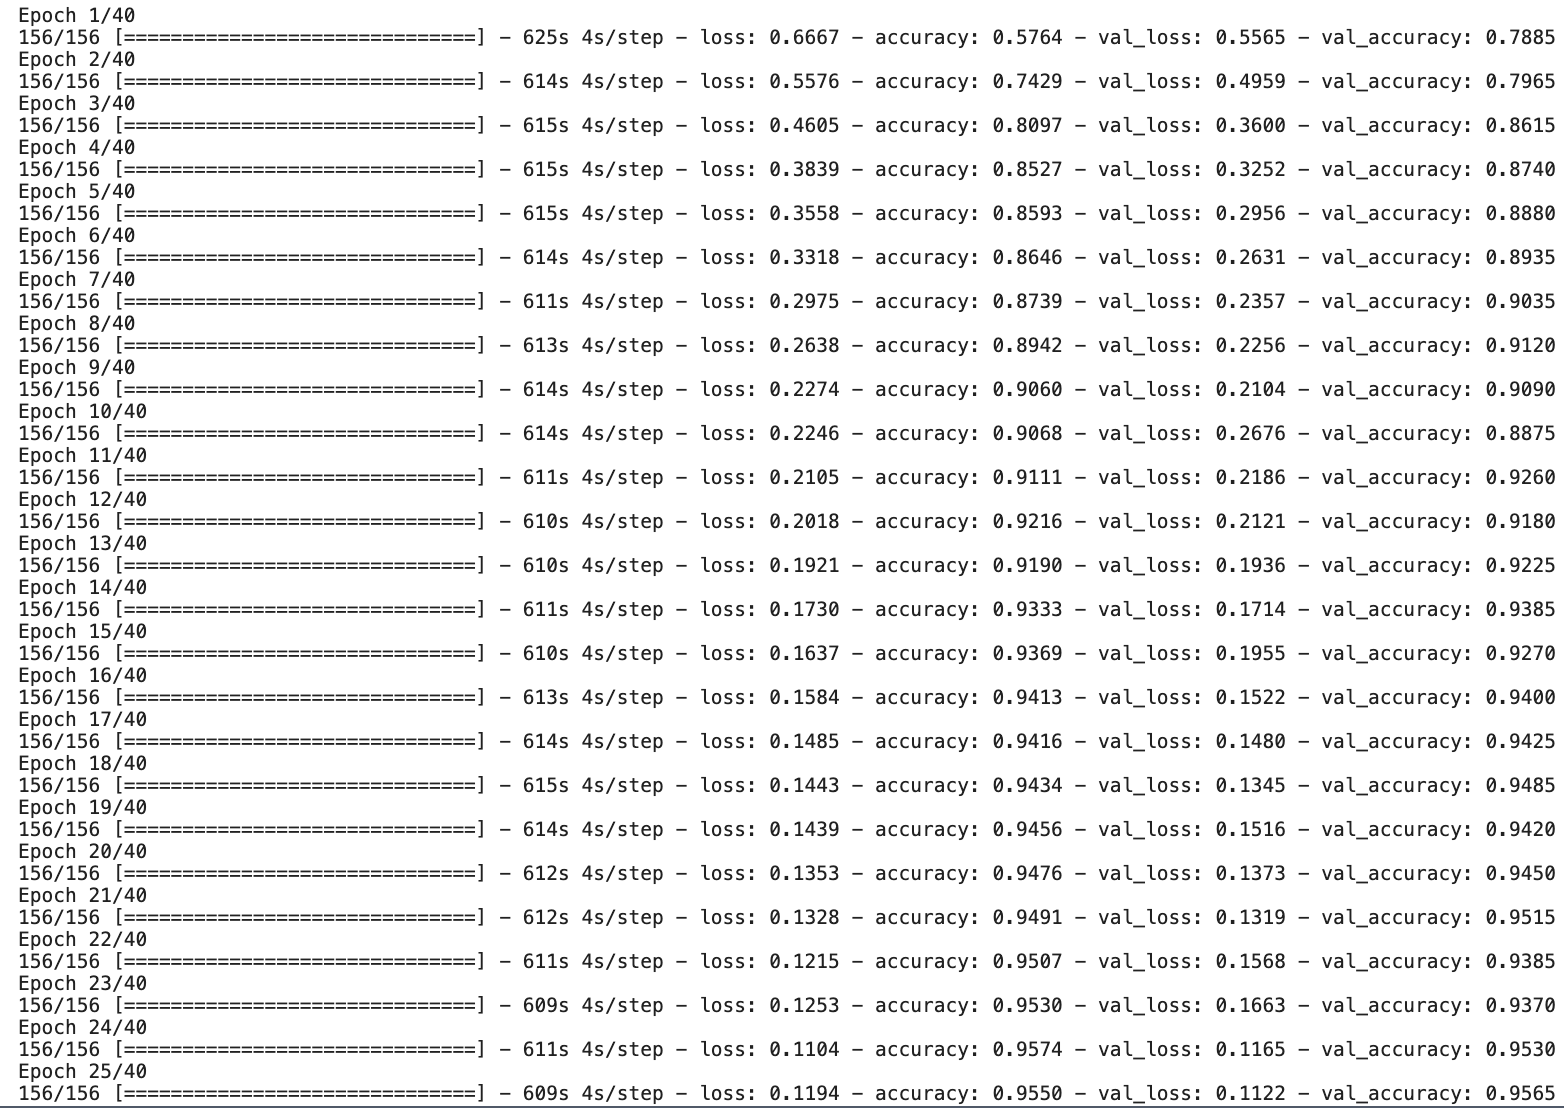 Epoch 1/40
156/156 [==============================] - 625s 4s/step - loss: 0.6667 - accuracy: 0.5764 - val_loss: 0.5565 - val_accuracy: 0.7885
Epoch 2/40
156/156 [==============================] - 614s 4s/step - loss: 0.5576 - accuracy: 0.7429 - val_loss: 0.4959 - val_accuracy: 0.7965
Epoch 3/40
156/156 [==============================] - 615s 4s/step - loss: 0.4605 - accuracy: 0.8097 - val_loss: 0.3600 - val_accuracy: 0.8615
Epoch 4/40
156/156 [==============================] - 615s 4s/step - loss: 0.3839 - accuracy: 0.8527 - val_loss: 0.3252 - val_accuracy: 0.8740
Epoch 5/40
156/156 [==============================] - 615s 4s/step - loss: 0.3558 - accuracy: 0.8593 - val_loss: 0.2956 - val_accuracy: 0.8880
Epoch 6/40
156/156 [==============================] - 614s 4s/step - loss: 0.3318 - accuracy: 0.8646 - val_loss: 0.2631 - val_accuracy: 0.8935
Epoch 7/40
156/156 [==============================] - 611s 4s/step - loss: 0.2975 - accuracy: 0.8739 - val_loss: 0.2357 - val_accuracy: 0.9035
Epoch 8/40
156/156 [==============================] - 613s 4s/step - loss: 0.2638 - accuracy: 0.8942 - val_loss: 0.2256 - val_accuracy: 0.9120
Epoch 9/40
156/156 [==============================] - 614s 4s/step - loss: 0.2274 - accuracy: 0.9060 - val_loss: 0.2104 - val_accuracy: 0.9090
Epoch 10/40
156/156 [==============================] - 614s 4s/step - loss: 0.2246 - accuracy: 0.9068 - val_loss: 0.2676 - val_accuracy: 0.8875
Epoch 11/40
156/156 [==============================] - 611s 4s/step - loss: 0.2105 - accuracy: 0.9111 - val_loss: 0.2186 - val_accuracy: 0.9260
Epoch 12/40
156/156 [==============================] - 610s 4s/step - loss: 0.2018 - accuracy: 0.9216 - val_loss: 0.2121 - val_accuracy: 0.9180
Epoch 13/40
156/156 [==============================] - 610s 4s/step - loss: 0.1921 - accuracy: 0.9190 - val_loss: 0.1936 - val_accuracy: 0.9225
Epoch 14/40
156/156 [==============================] - 611s 4s/step - loss: 0.1730 - accuracy: 0.9333 - val_loss: 0.1714 - val_accuracy: 0.9385
Epoch 15/40
156/156 [==============================] - 610s 4s/step - loss: 0.1637 - accuracy: 0.9369 - val_loss: 0.1955 - val_accuracy: 0.9270
Epoch 16/40
156/156 [==============================] - 613s 4s/step - loss: 0.1584 - accuracy: 0.9413 - val_loss: 0.1522 - val_accuracy: 0.9400
Epoch 17/40
156/156 [==============================] - 614s 4s/step - loss: 0.1485 - accuracy: 0.9416 - val_loss: 0.1480 - val_accuracy: 0.9425
Epoch 18/40
156/156 [==============================] - 615s 4s/step - loss: 0.1443 - accuracy: 0.9434 - val_loss: 0.1345 - val_accuracy: 0.9485
Epoch 19/40
156/156 [==============================] - 614s 4s/step - loss: 0.1439 - accuracy: 0.9456 - val_loss: 0.1516 - val_accuracy: 0.9420
Epoch 20/40
156/156 [==============================] - 612s 4s/step - loss: 0.1353 - accuracy: 0.9476 - val_loss: 0.1373 - val_accuracy: 0.9450
Epoch 21/40
156/156 [==============================] - 612s 4s/step - loss: 0.1328 - accuracy: 0.9491 - val_loss: 0.1319 - val_accuracy: 0.9515
Epoch 22/40
156/156 [==============================] - 611s 4s/step - loss: 0.1215 - accuracy: 0.9507 - val_loss: 0.1568 - val_accuracy: 0.9385
Epoch 23/40
156/156 [==============================] - 609s 4s/step - loss: 0.1253 - accuracy: 0.9530 - val_loss: 0.1663 - val_accuracy: 0.9370
Epoch 24/40
156/156 [==============================] - 611s 4s/step - loss: 0.1104 - accuracy: 0.9574 - val_loss: 0.1165 - val_accuracy: 0.9530
Epoch 25/40
156/156 [==============================] - 609s 4s/step - loss: 0.1194 - accuracy: 0.9550 - val_loss: 0.1122 - val_accuracy: 0.9565